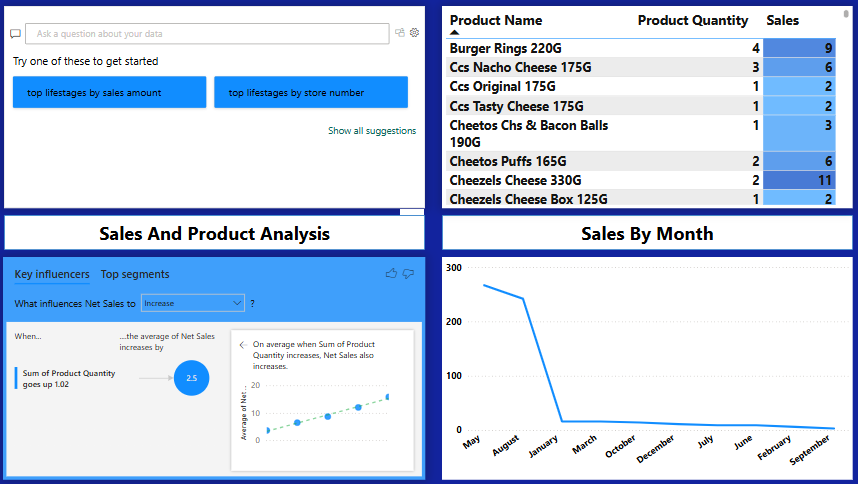 Ask a question about your data
Try one of these to get started
top lifestages by sales amount
top lifestages by store number
Show all suggestions
Product Name Product Quantity Sales
Burger Rings 220G 4 9
Ccs Nacho Cheese 175G 3 6
Ccs Original 175G 1 2
Ccs Tasty Cheese 175G 1 2
Cheetos Chs & Bacon Balls 1 3
190G
Cheetos Puffs 165G 2 6
Cheezels Cheese 330G 2 11
Cheezels Cheese Box 125G 1 2
Sales And Product Analysis
Key influencers Top segments
What influences Net Sales to Increase ?
When...
...the average of Net Sales
increases by
Sum of Product Quantity
goes up 1.02
2.5
On average when Sum of Product
Quantity increases, Net Sales also
increases.
Average of Net ...
20
10
0
Sales By Month
300
200
100
0
May
August
January
March
October
December
July
June
February
September